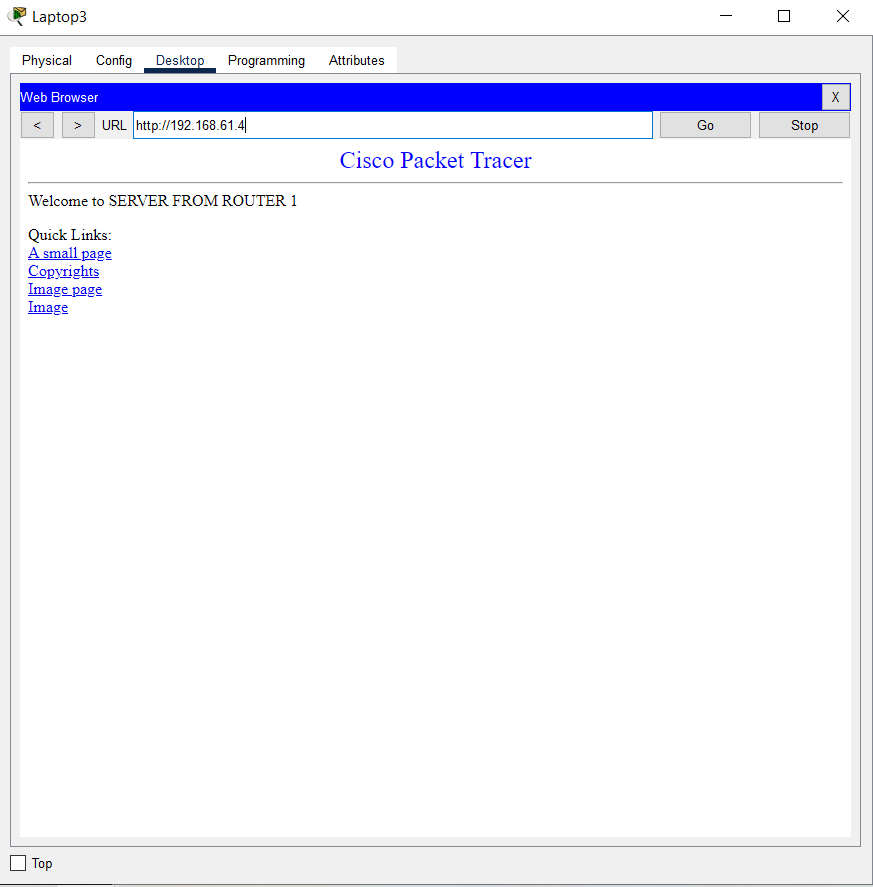 Laptop3
Physical Config Desktop Programming Attributes
Web Browser X
< > URL http://192.168.61.4 Go Stop
Cisco Packet Tracer
Welcome to SERVER FROM ROUTER 1
Quick Links:
A small page
Copyrights
Image page
Image
Top